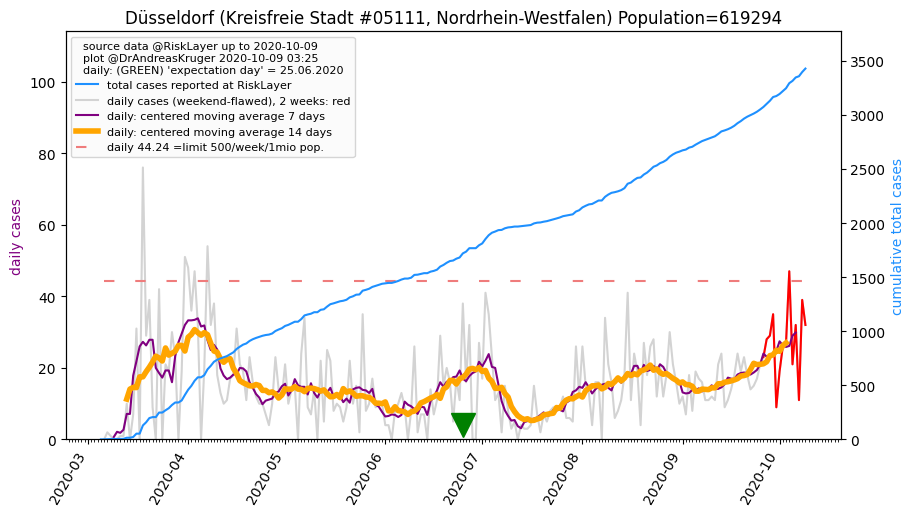 Düsseldorf (Kreisfreie Stadt #05111, Nordrhein-Westfalen) Population=619294
source data @RiskLayer up to 2020-10-09
plot @DrAndreasKruger 2020-10-09 03:25
daily: (GREEN) 'expectation day' = 25.06.2020
total cases reported at RiskLayer
daily cases (weekend-flawed), 2 weeks: red
daily: centered moving average 7 days
daily: centered moving average 14 days
daily 44.24 =limit 500/week/1mio pop.
daily cases
100
80
60
40
20
0
cumulative total cases
3500
3000
2500
2000
1500
1000
500
0
2020-03
2020-04
2020-05
2020-06
2020-07
2020-08
2020-09
2020-10